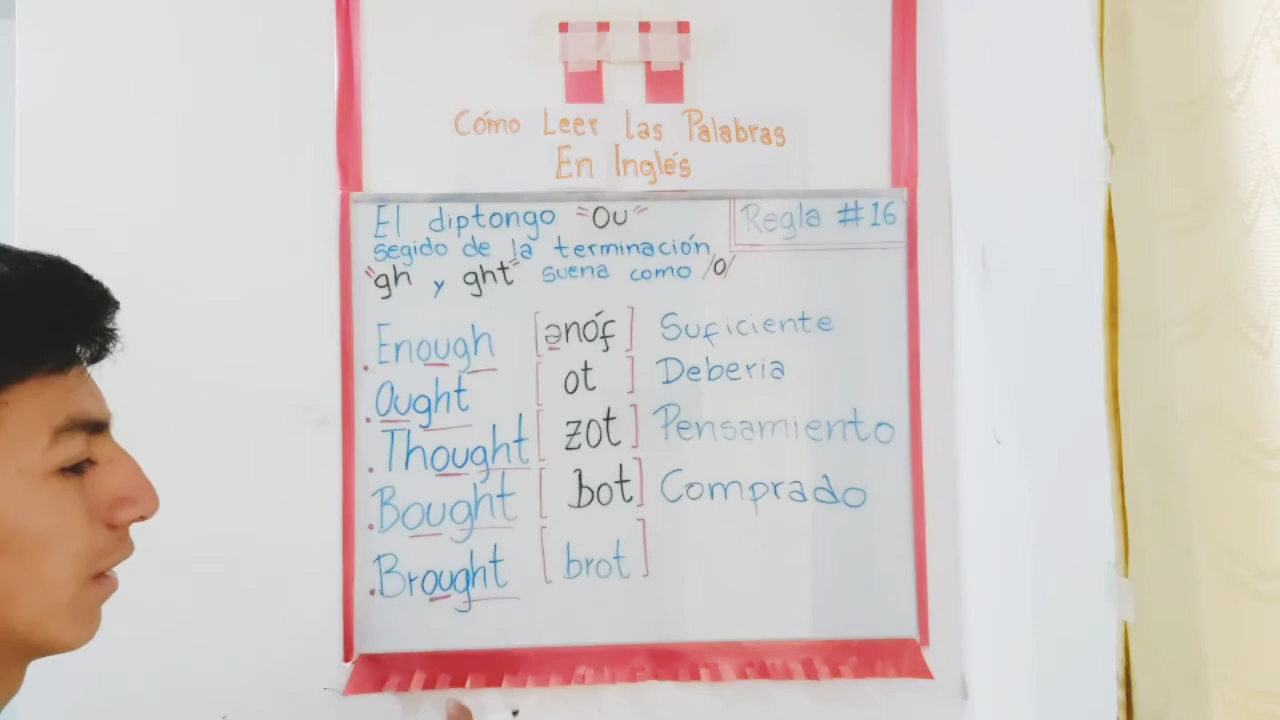 Cómo Leer Las Palabras
En Inglés
El diptongo "Ou"
Regla #16
segido de la terminación
"gh y ght" suena como /o/
.Enough [ənóf] Suficiente
.Ought [ot] Deberia
.Thought [zot] Pensamiento
.Bought [bot] Comprado
.Brought [brot]